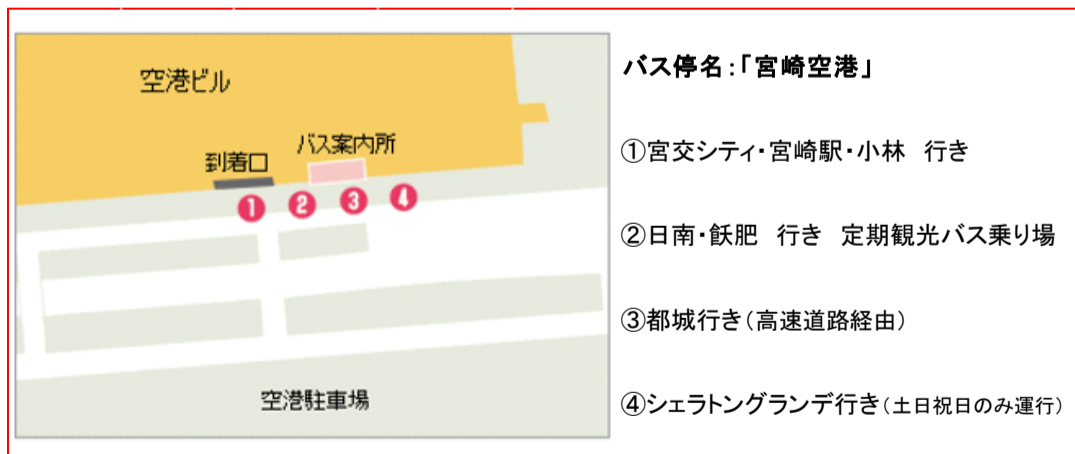 空港ビル
バス案内所
到着口
1 2 3 4
空港駐車場
バス停名:「宮崎空港」
①宮交シティ・宮崎駅・小林　行き
②日南・飫肥　行き　定期観光バス乗り場
③都城行き(高速道路経由)
④シェラトングランデ行き(土日祝日のみ運行)